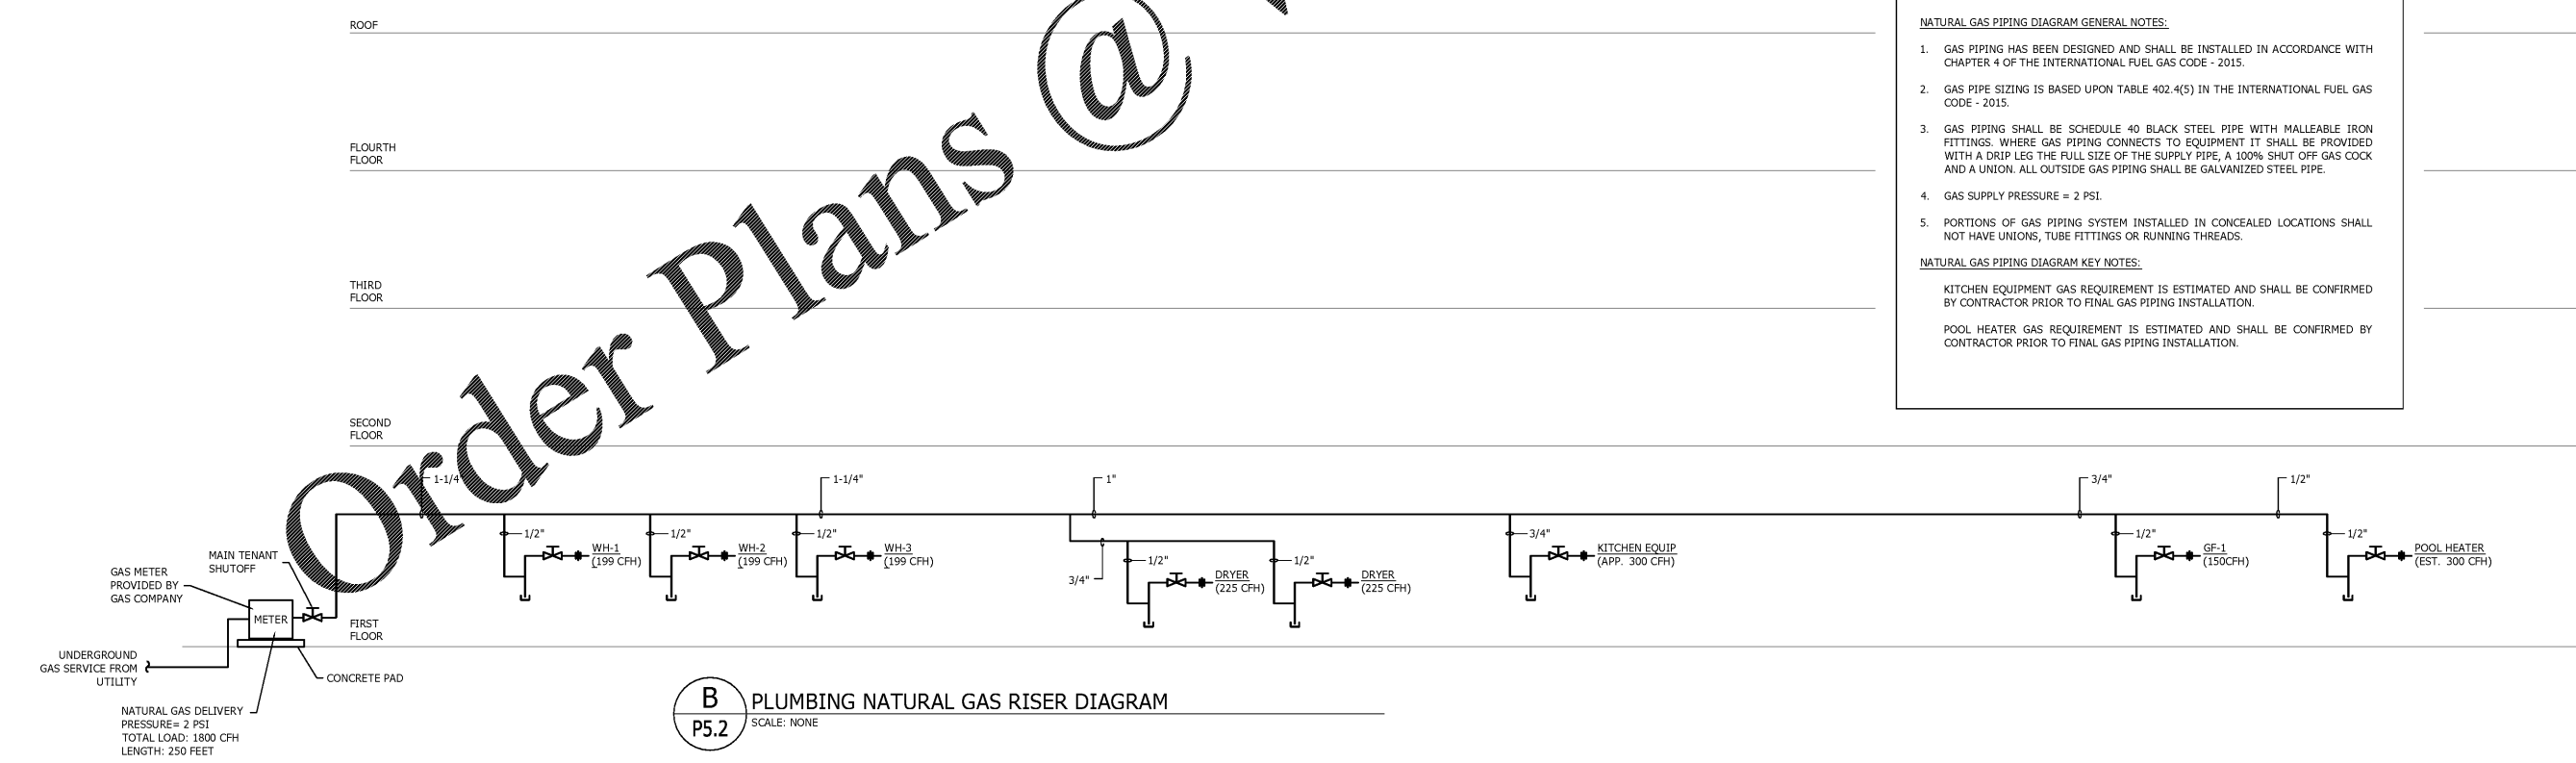 ROOF
FLOURTH
FLOOR
THIRD
FLOOR
SECOND
FLOOR
Order Plans @
NATURAL GAS PIPING DIAGRAM GENERAL NOTES:
1. GAS PIPING HAS BEEN DESIGNED AND SHALL BE INSTALLED IN ACCORDANCE WITH
CHAPTER 4 OF THE INTERNATIONAL FUEL GAS CODE - 2015.
2. GAS PIPE SIZING IS BASED UPON TABLE 402.4(5) IN THE INTERNATIONAL FUEL GAS
CODE - 2015.
3. GAS PIPING SHALL BE SCHEDULE 40 BLACK STEEL PIPE WITH MALLEABLE IRON
FITTINGS. WHERE GAS PIPING CONNECTS TO EQUIPMENT IT SHALL BE PROVIDED
WITH A DRIP LEG THE FULL SIZE OF THE SUPPLY PIPE, A 100% SHUT OFF GAS COCK
AND A UNION. ALL OUTSIDE GAS PIPING SHALL BE GALVANIZED STEEL PIPE.
4. GAS SUPPLY PRESSURE = 2 PSI.
5. PORTIONS OF GAS PIPING SYSTEM INSTALLED IN CONCEALED LOCATIONS SHALL
NOT HAVE UNIONS, TUBE FITTINGS OR RUNNING THREADS.
NATURAL GAS PIPING DIAGRAM KEY NOTES:
KITCHEN EQUIPMENT GAS REQUIREMENT IS ESTIMATED AND SHALL BE CONFIRMED
BY CONTRACTOR PRIOR TO FINAL GAS PIPING INSTALLATION.
POOL HEATER GAS REQUIREMENT IS ESTIMATED AND SHALL BE CONFIRMED BY
CONTRACTOR PRIOR TO FINAL GAS PIPING INSTALLATION.
1-1/4"
1-1/4"
1"
3/4"
1/2"
1/2"
WH-1
(199 CFH)
1/2"
WH-2
(199 CFH)
1/2"
WH-3
(199 CFH)
3/4"
1/2"
DRYER
(225 CFH)
1/2"
DRYER
(225 CFH)
3/4"
KITCHEN EQUIP
(APP. 300 CFH)
1/2"
GF-1
(150CFH)
1/2"
POOL HEATER
(EST. 300 CFH)
MAIN TENANT
SHUTOFF
GAS METER
PROVIDED BY
GAS COMPANY
METER
FIRST
FLOOR
UNDERGROUND
GAS SERVICE FROM
UTILITY
CONCRETE PAD
NATURAL GAS DELIVERY
PRESSURE= 2 PSI
TOTAL LOAD: 1800 CFH
LENGTH: 250 FEET
B
P5.2
PLUMBING NATURAL GAS RISER DIAGRAM
SCALE: NONE